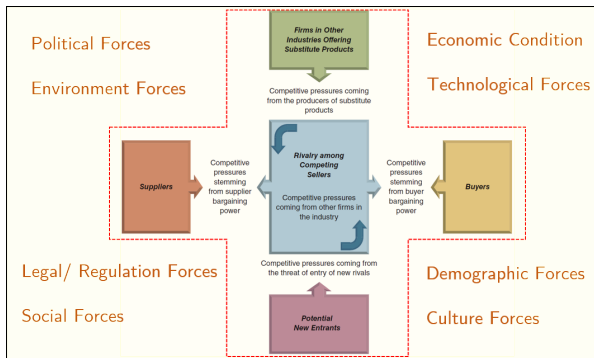 Political Forces
Environment Forces
Firms in Other
Industries Offering
Substitute Products
Economic Condition
Technological Forces
Competitive pressures coming
from the producers of substitute
products
Suppliers
Competitive
pressures
stemming
from supplier
bargaining
power
Rivalry among
Competing
Sellers
Competitive pressures
coming from other firms in
the industry
Competitive
pressures
stemming
from buyer
bargaining
power
Buyers
Competitive pressures coming from
the threat of entry of new rivals
Legal/ Regulation Forces
Social Forces
Potential
New Entrants
Demographic Forces
Culture Forces